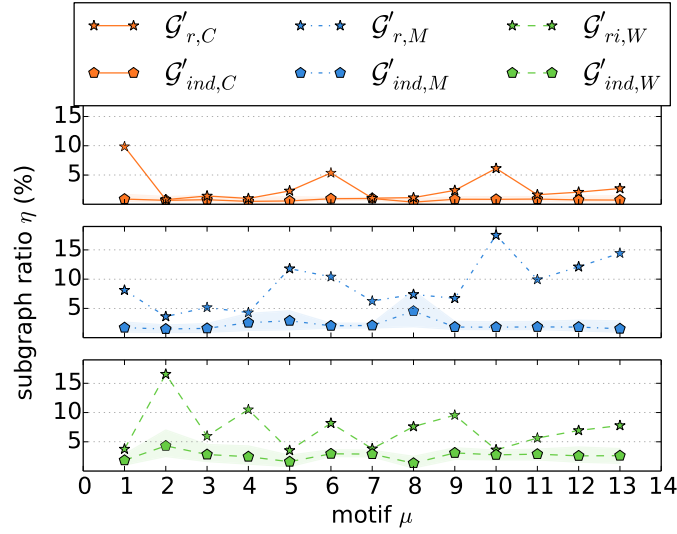 𝒢′r,C 𝒢′r,M 𝒢′ri,W
𝒢′ind,C 𝒢′ind,M 𝒢′ind,W
15
10
5
15
10
5
15
10
5
subgraph ratio η (%)
0 1 2 3 4 5 6 7 8 9 10 11 12 13 14
motif μ